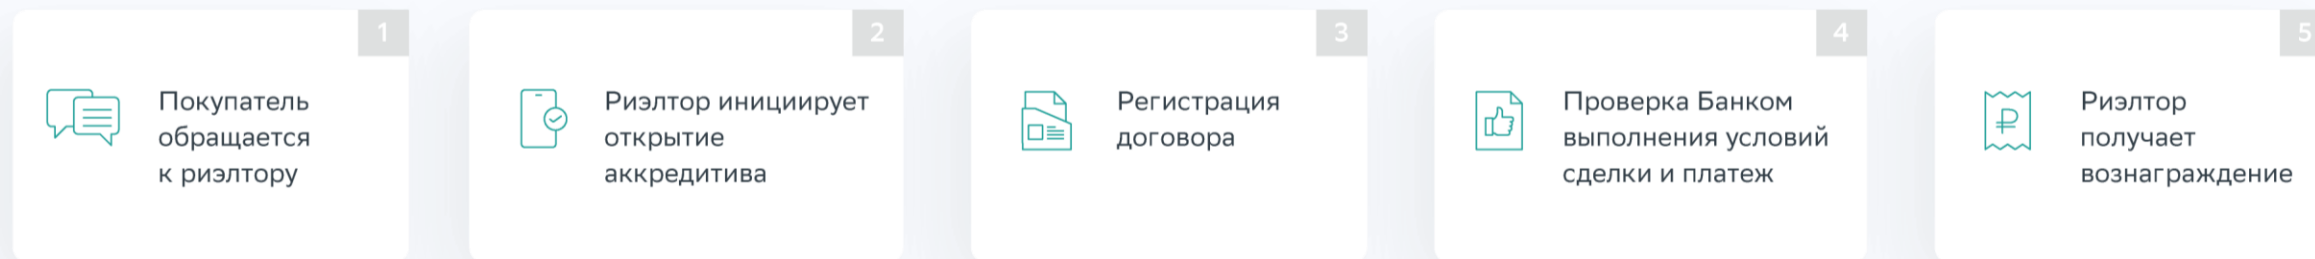 1
Покупатель
обращается
к риэлтору
2
Риэлтор инициирует
открытие
аккредитива
3
Регистрация
договора
4
Проверка Банком
выполнения условий
сделки и платеж
5
Риэлтор
получает
вознаграждение